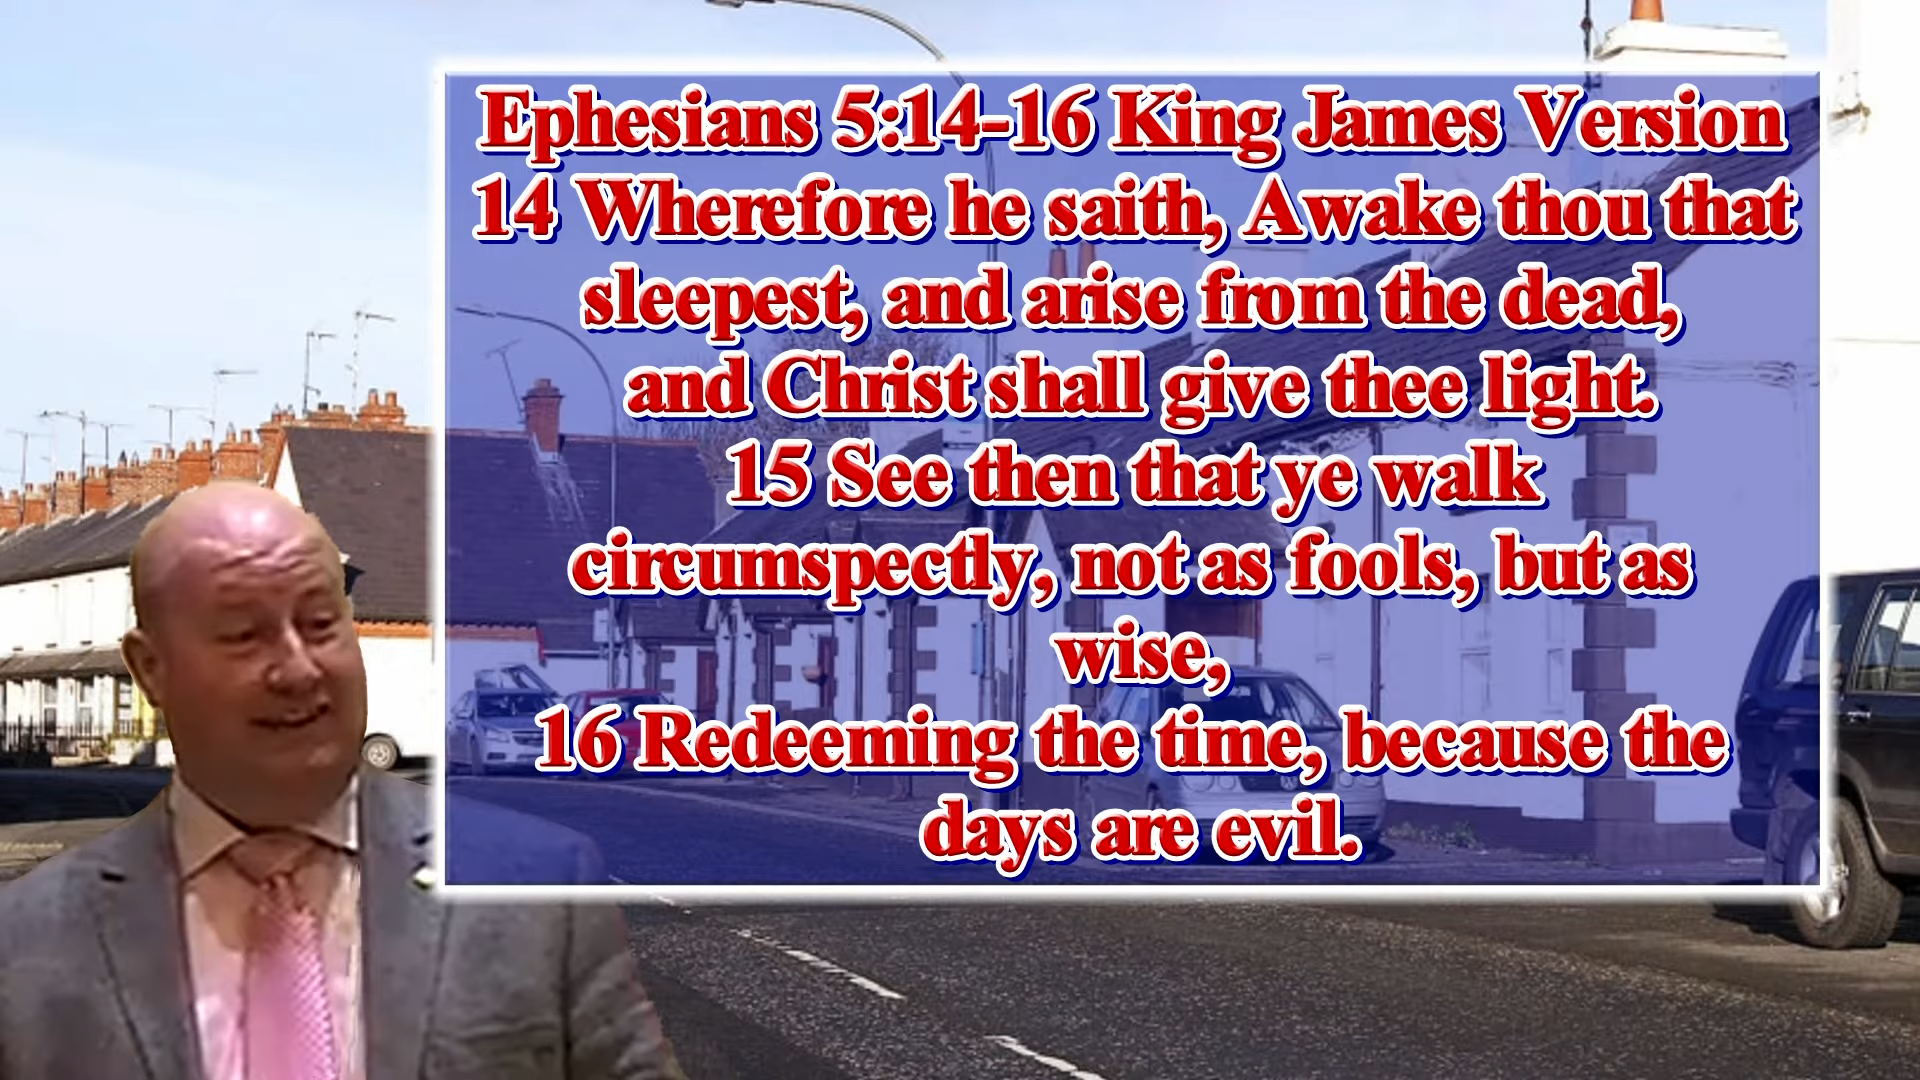 Ephesians 5:14-16 King James Version
14 Wherefore he saith, Awake thou that
sleepest, and arise from the dead,
and Christ shall give thee light.
15 See then that ye walk
circumspectly, not as fools, but as
wise,
16 Redeeming the time, because the
days are evil.